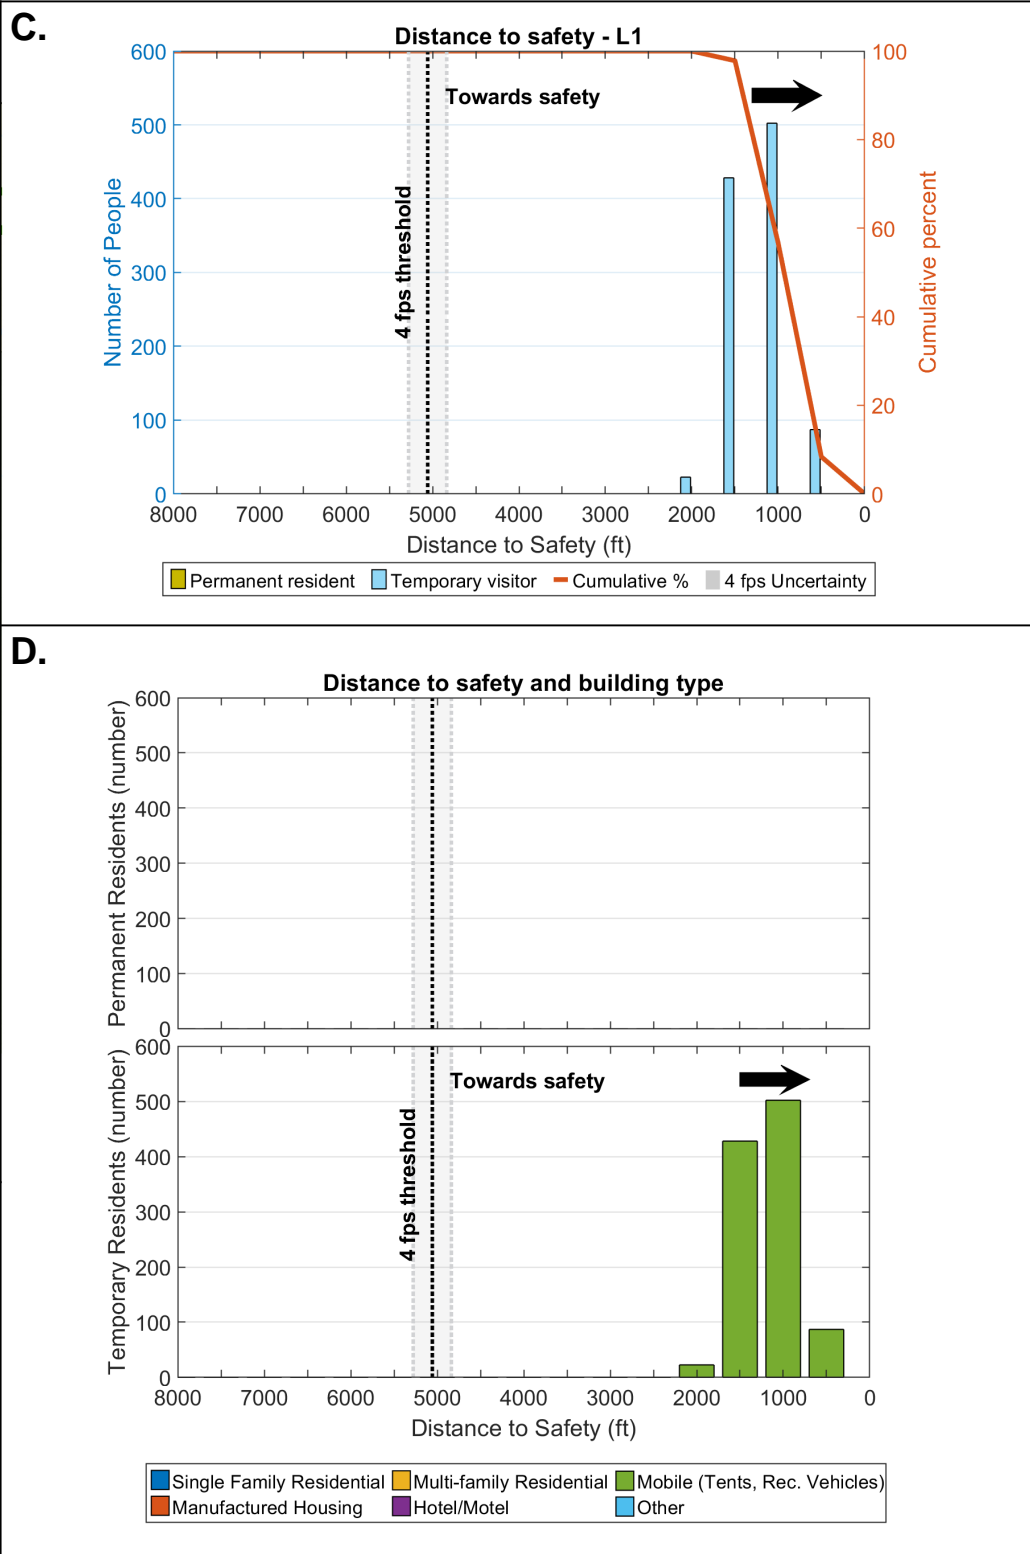 C.
Distance to safety - L1
600
500
400
300
200
100
0
Number of People
100
80
60
40
20
0
Cumulative percent
Towards safety
4 fps threshold
8000 7000 6000 5000 4000 3000 2000 1000 0
Distance to Safety (ft)
Permanent resident Temporary visitor Cumulative % 4 fps Uncertainty
D.
Distance to safety and building type
600
500
400
300
200
100
0
Permanent Residents (number)
600
500
400
300
200
100
0
Temporary Residents (number)
Towards safety
4 fps threshold
8000 7000 6000 5000 4000 3000 2000 1000 0
Distance to Safety (ft)
Single Family Residential Multi-family Residential Mobile (Tents, Rec. Vehicles)
Manufactured Housing Hotel/Motel Other